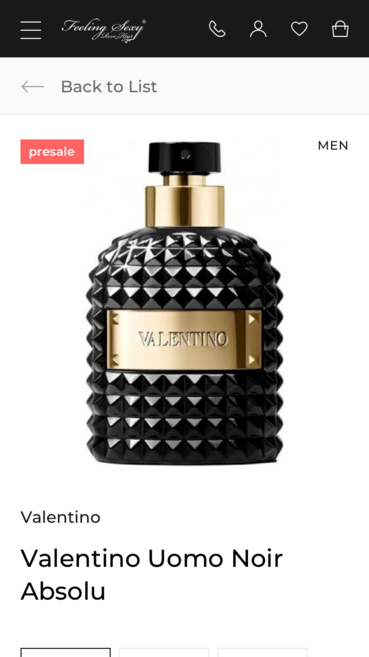 Feeling Sexy
Back to List
presale
MEN
VALENTINO
Valentino
Valentino Uomo Noir
Absolu